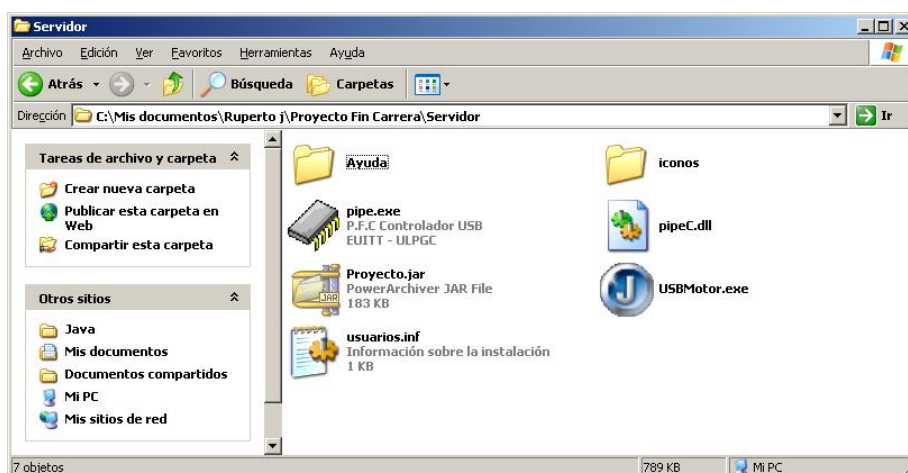 Servidor
Archivo Edición Ver Favoritos Herramientas Ayuda
Atrás Búsqueda Carpetas
Dirección C:\Mis documentos\Ruperto j\Proyecto Fin Carrera\Servidor Ir
Tareas de archivo y carpeta
Crear nueva carpeta
Publicar esta carpeta en
Web
Compartir esta carpeta
Otros sitios
Java
Mis documentos
Documentos compartidos
Mi PC
Mis sitios de red
Ayuda
iconos
pipe.exe
P.F.C Controlador USB
EUITT - ULPGC
pipeC.dll
Proyecto.jar
PowerArchiver JAR File
183 KB
JAR
USBMotor.exe
usuarios.inf
Información sobre la instalación
1 KB
7 objetos 789 KB Mi PC